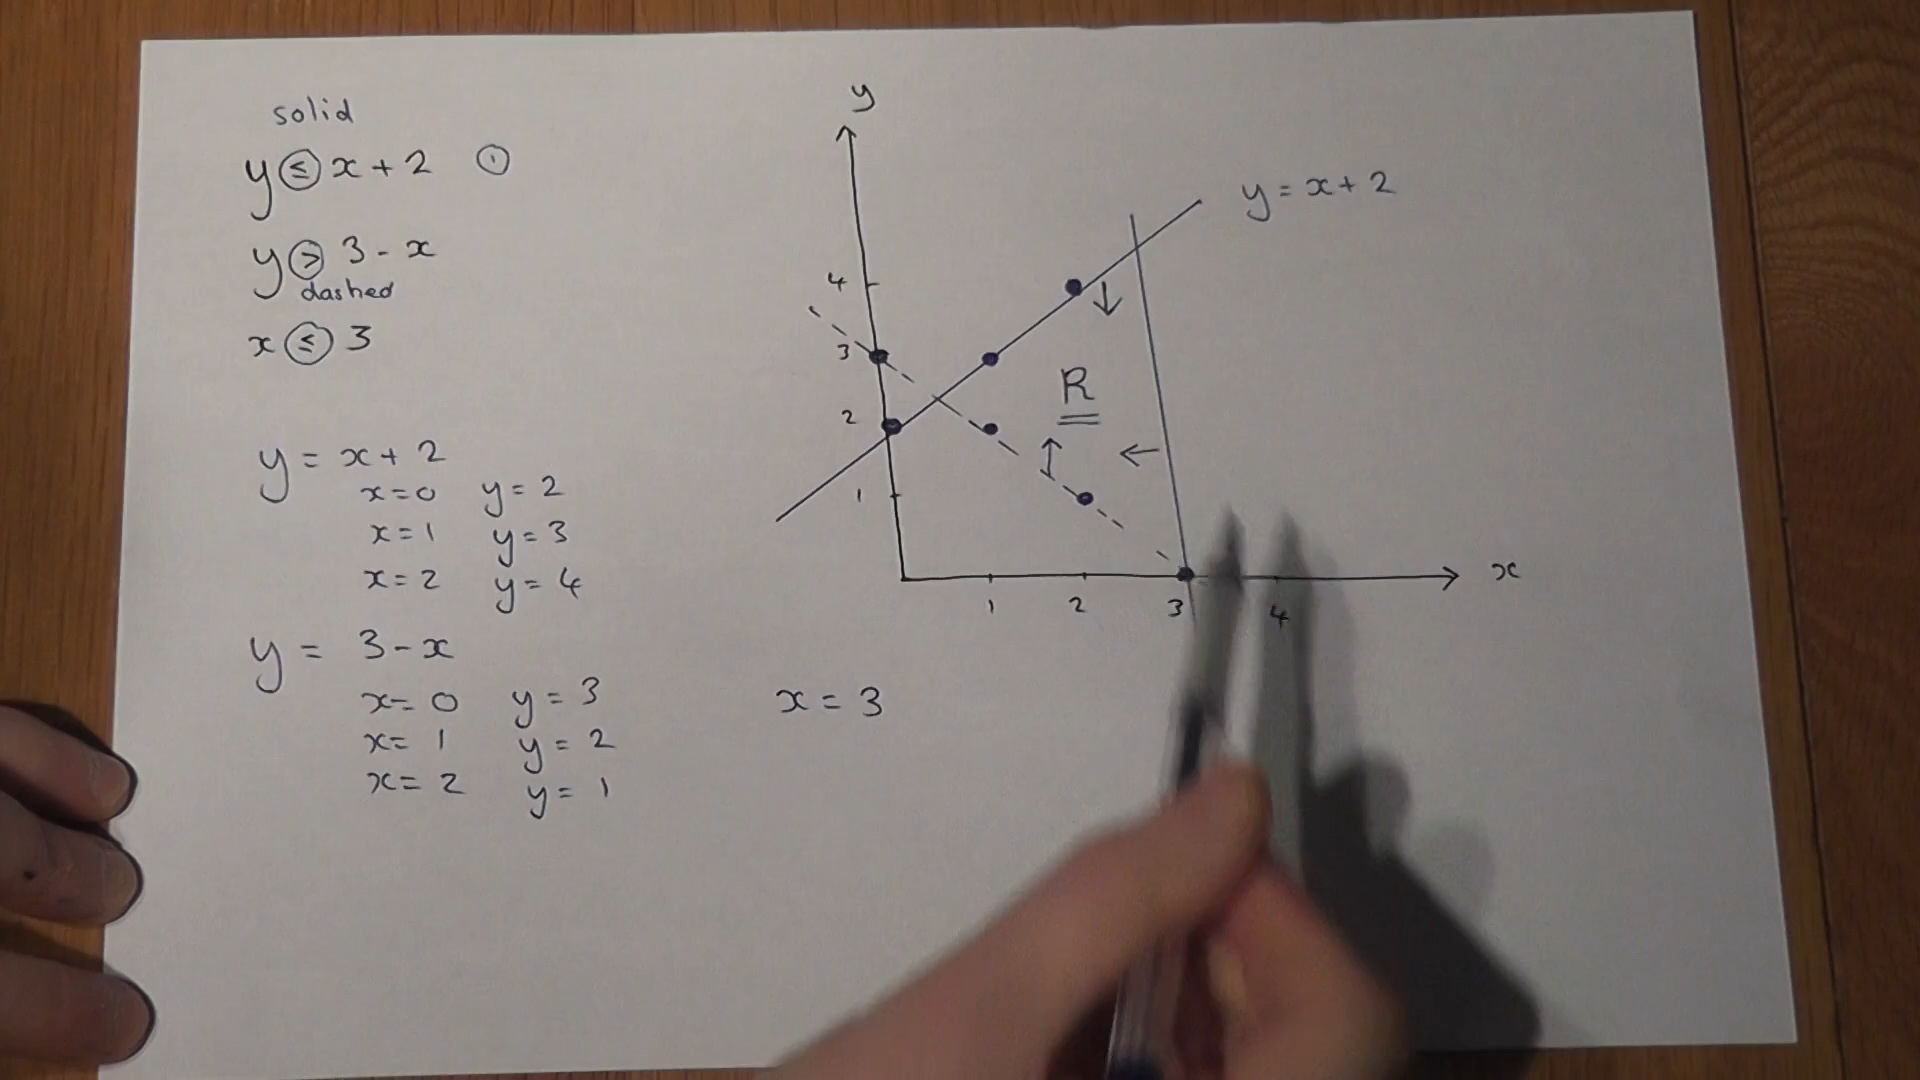 solid
y ≤ x + 2 ①
y > 3 - x
dashed
x ≤ 3
y = x + 2
x = 0 y = 2
x = 1 y = 3
x = 2 y = 4
y = 3 - x
x = 0 y = 3
x = 1 y = 2
x = 2 y = 1
y
4
3
2
1
y = x + 2
R
x
1 2 3 4
x = 3